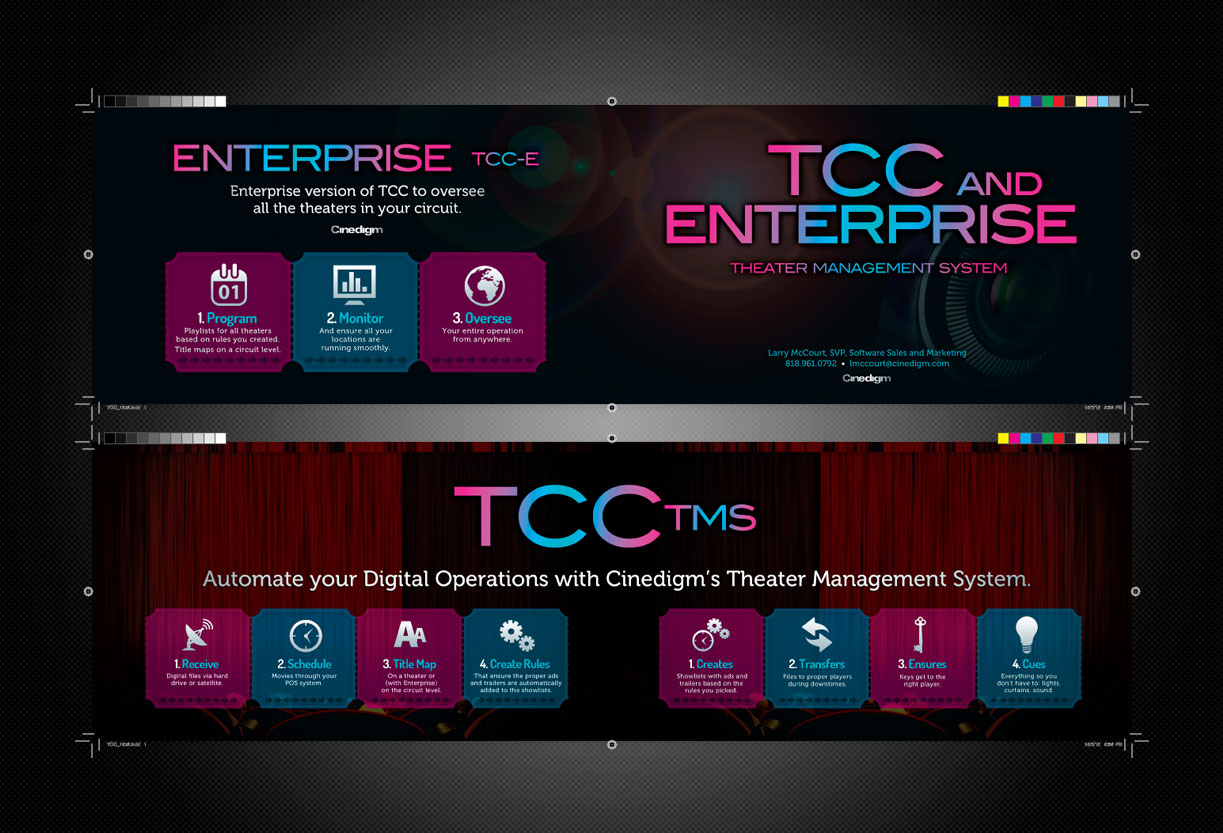 ENTERPRISE TCC-E
Enterprise version of TCC to oversee
all the theaters in your circuit.
Cinedigm
01
1. Program
Playlists for all theaters
based on rules you created.
Title maps on a circuit level.
2. Monitor
And ensure all your
locations are
running smoothly.
3. Oversee
Your entire operation
from anywhere.
TCC AND
ENTERPRISE
THEATER MANAGEMENT SYSTEM
Larry McCourt, SVP, Software Sales and Marketing
818.961.0792 • lmccourt@cinedigm.com
Cinedigm
TCC TMS
Automate your Digital Operations with Cinedigm's Theater Management System.
1. Receive
Digital files via hard
drive or satellite.
2. Schedule
Movies through your
POS system.
AA
3. Title Map
On a theater or
(with Enterprise)
on the circuit level.
4. Create Rules
That ensure the proper ads
and trailers are automatically
added to the showlists.
1. Creates
Showlists with ads and
trailers based on the
rules you picked.
2. Transfers
Files to proper players
during downtimes.
3. Ensures
Keys get to the
right player.
4. Cues
Everything so you
don't have to: lights,
curtains, sound.